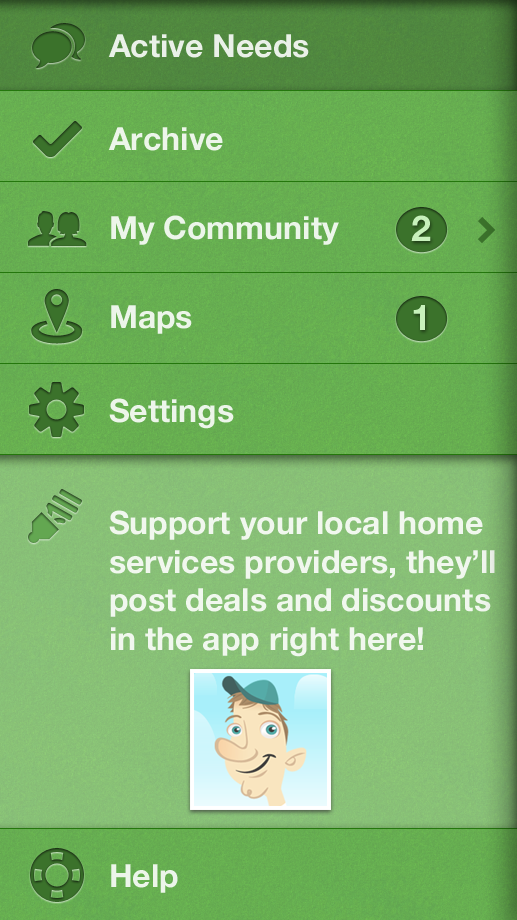 Active Needs
Archive
My Community 2
Maps 1
Settings
Support your local home
services providers, they’ll
post deals and discounts
in the app right here!
Help